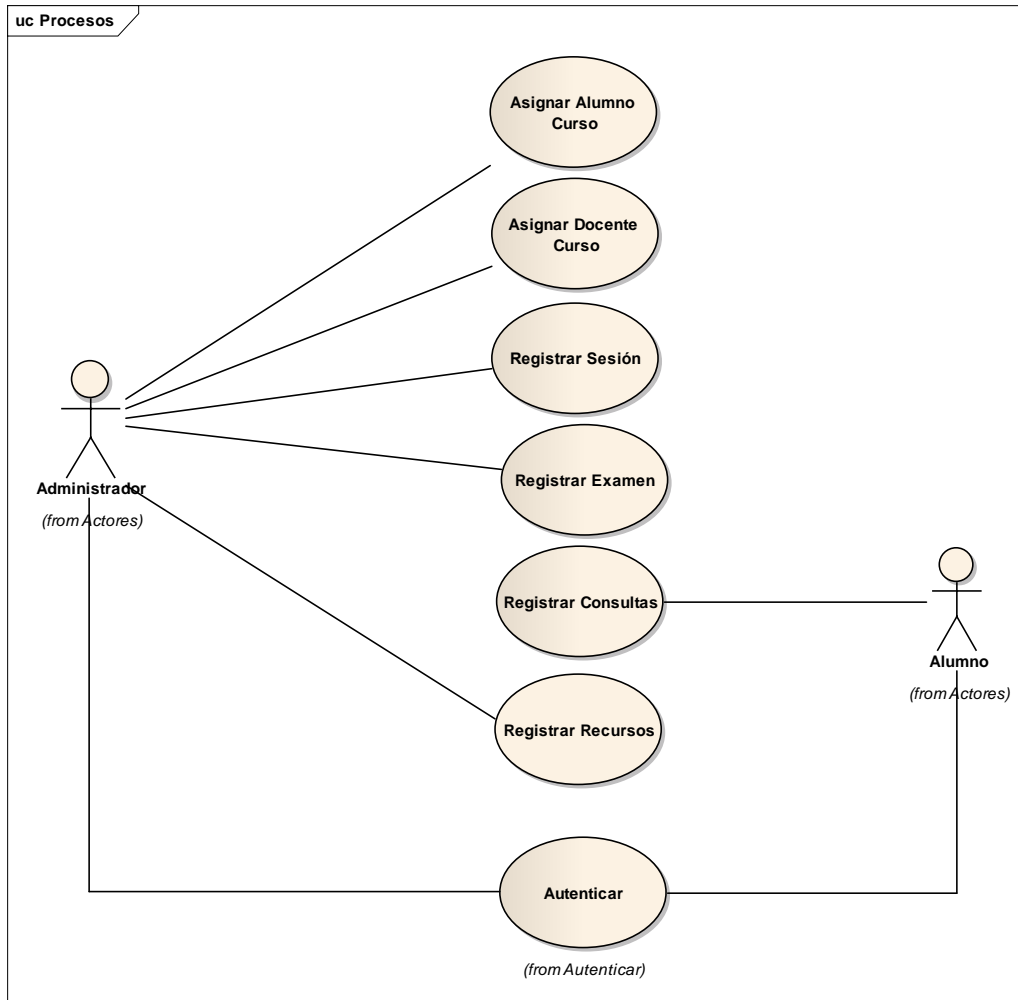 uc Procesos
Asignar Alumno
Curso
Asignar Docente
Curso
Registrar Sesión
Registrar Examen
Administrador
(from Actores)
Registrar Consultas
Alumno
(from Actores)
Registrar Recursos
Autenticar
(from Autenticar)